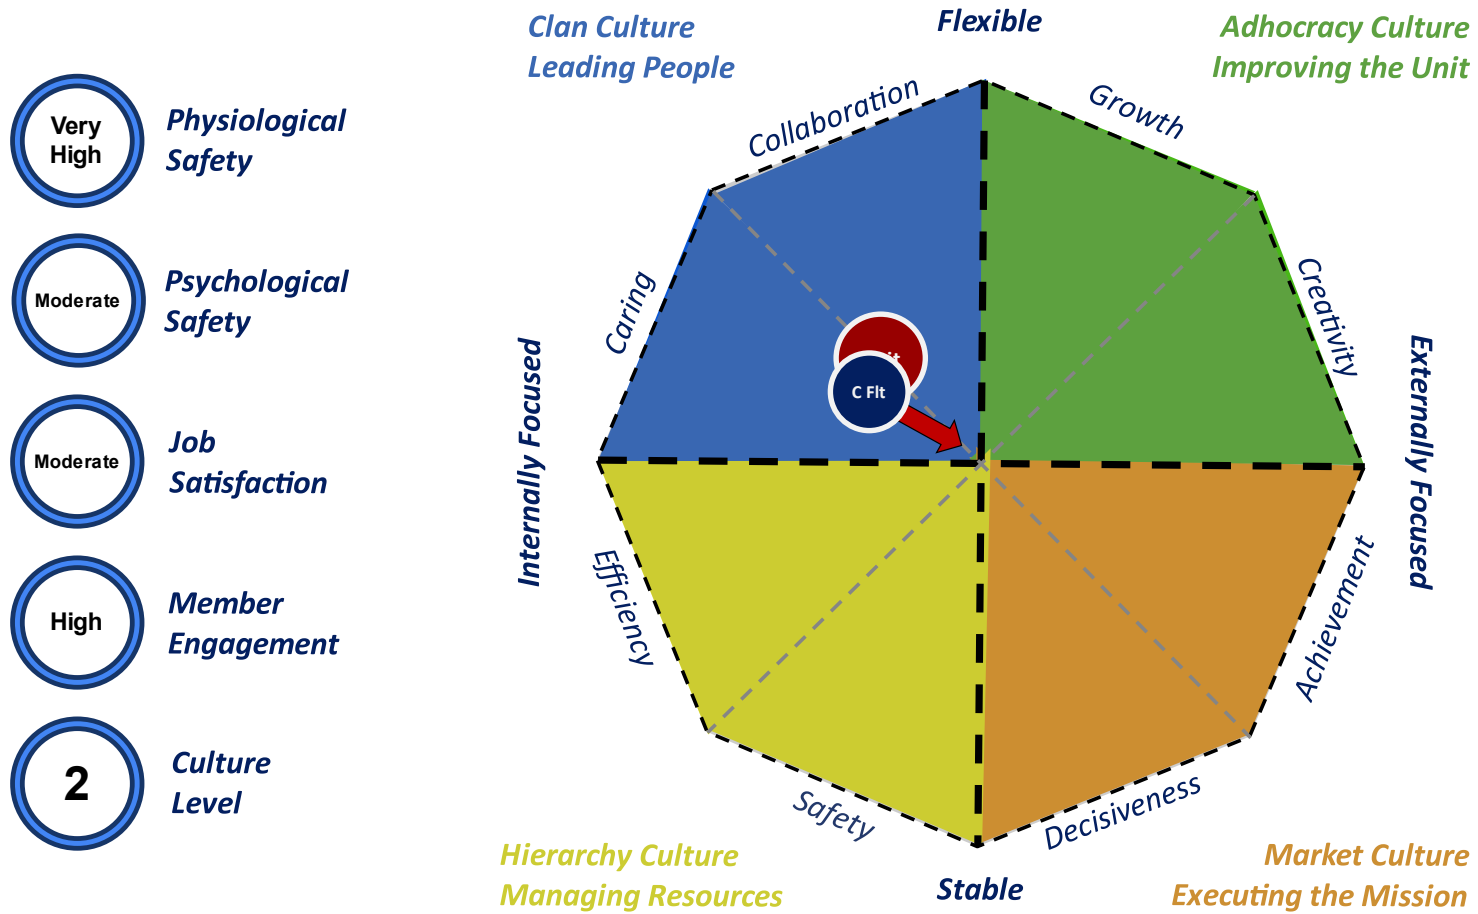 Very
High
Physiological
Safety
Moderate
Psychological
Safety
Moderate
Job
Satisfaction
High
Member
Engagement
2
Culture
Level
Clan Culture
Leading People
Flexible
Adhocracy Culture
Improving the Unit
Collaboration
Growth
Caring
Creativity
Internally Focused
Externally Focused
C Flt
Efficiency
Achievement
Safety
Decisiveness
Hierarchy Culture
Managing Resources
Stable
Market Culture
Executing the Mission